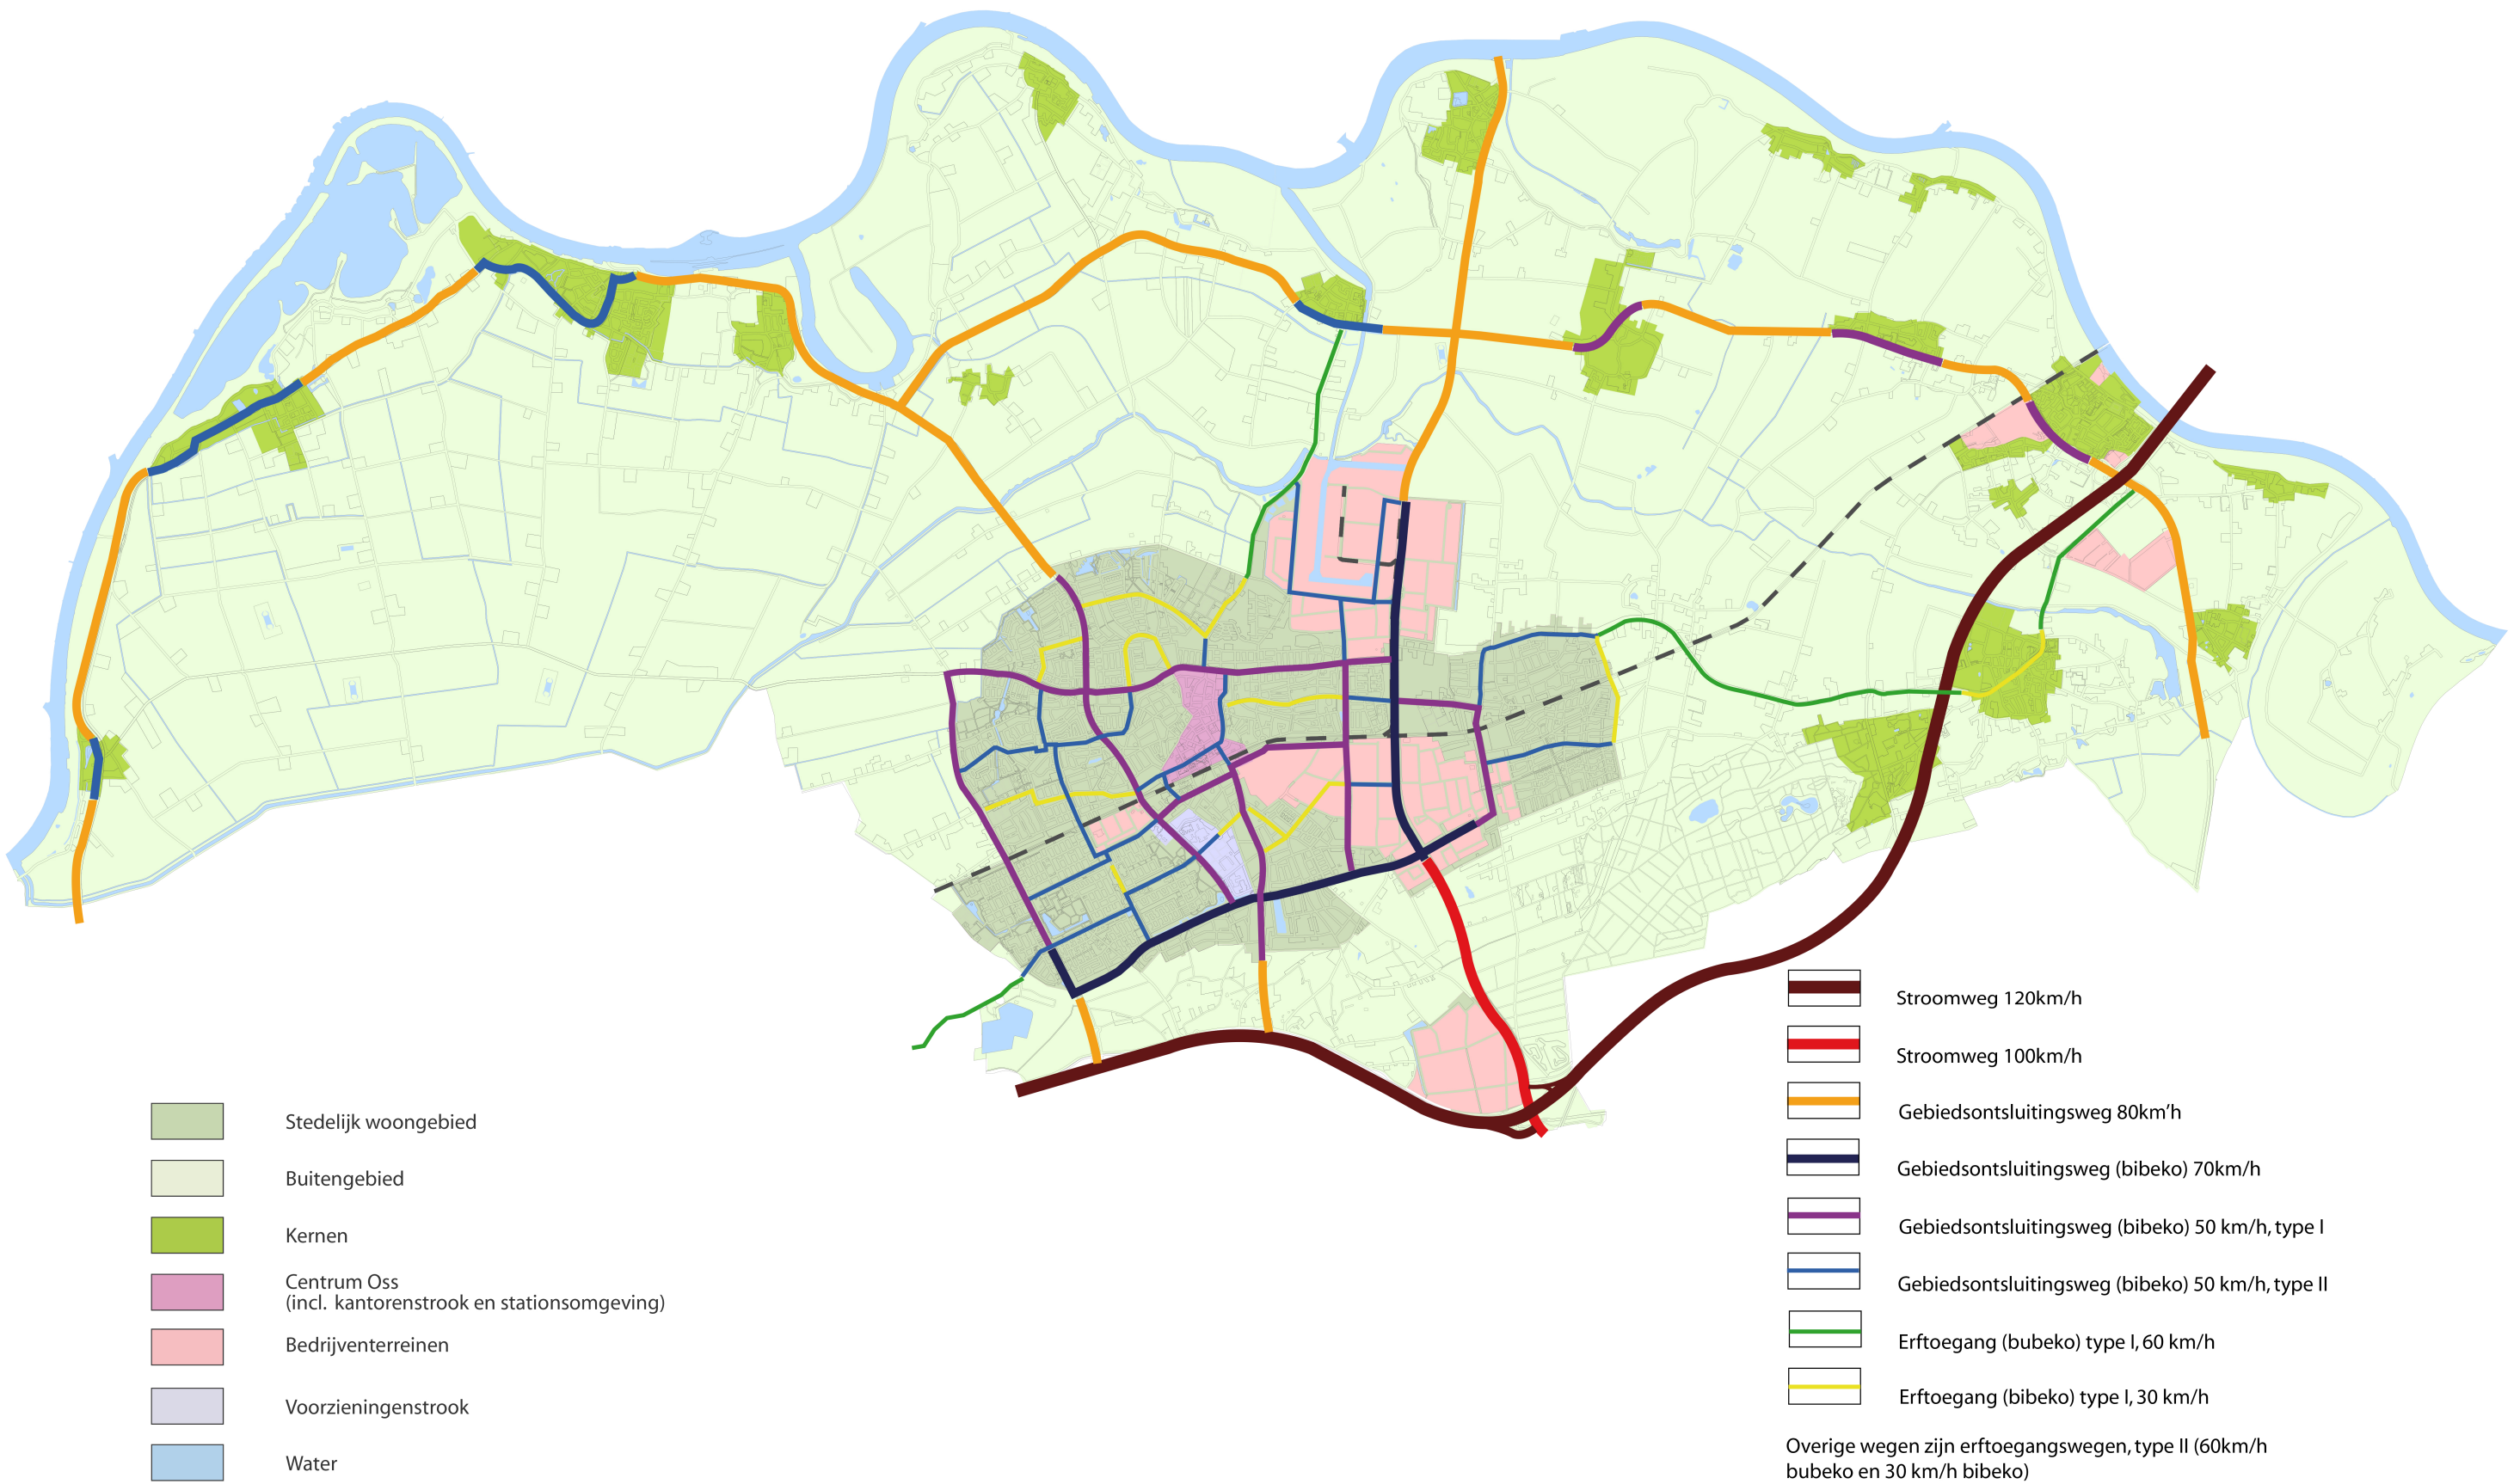 Stedelijk woongebied
Buitengebied
Kernen
Centrum Oss
(incl. kantorenstrook en stationsomgeving)
Bedrijventerreinen
Voorzieningenstrook
Water
Stroomweg 120km/h
Stroomweg 100km/h
Gebiedsontsluitingsweg 80km'h
Gebiedsontsluitingsweg (bibeko) 70km/h
Gebiedsontsluitingsweg (bibeko) 50 km/h, type I
Gebiedsontsluitingsweg (bibeko) 50 km/h, type II
Erftoegang (bubeko) type I, 60 km/h
Erftoegang (bibeko) type I, 30 km/h
Overige wegen zijn erftoegangswegen, type II (60km/h
bubeko en 30 km/h bibeko)